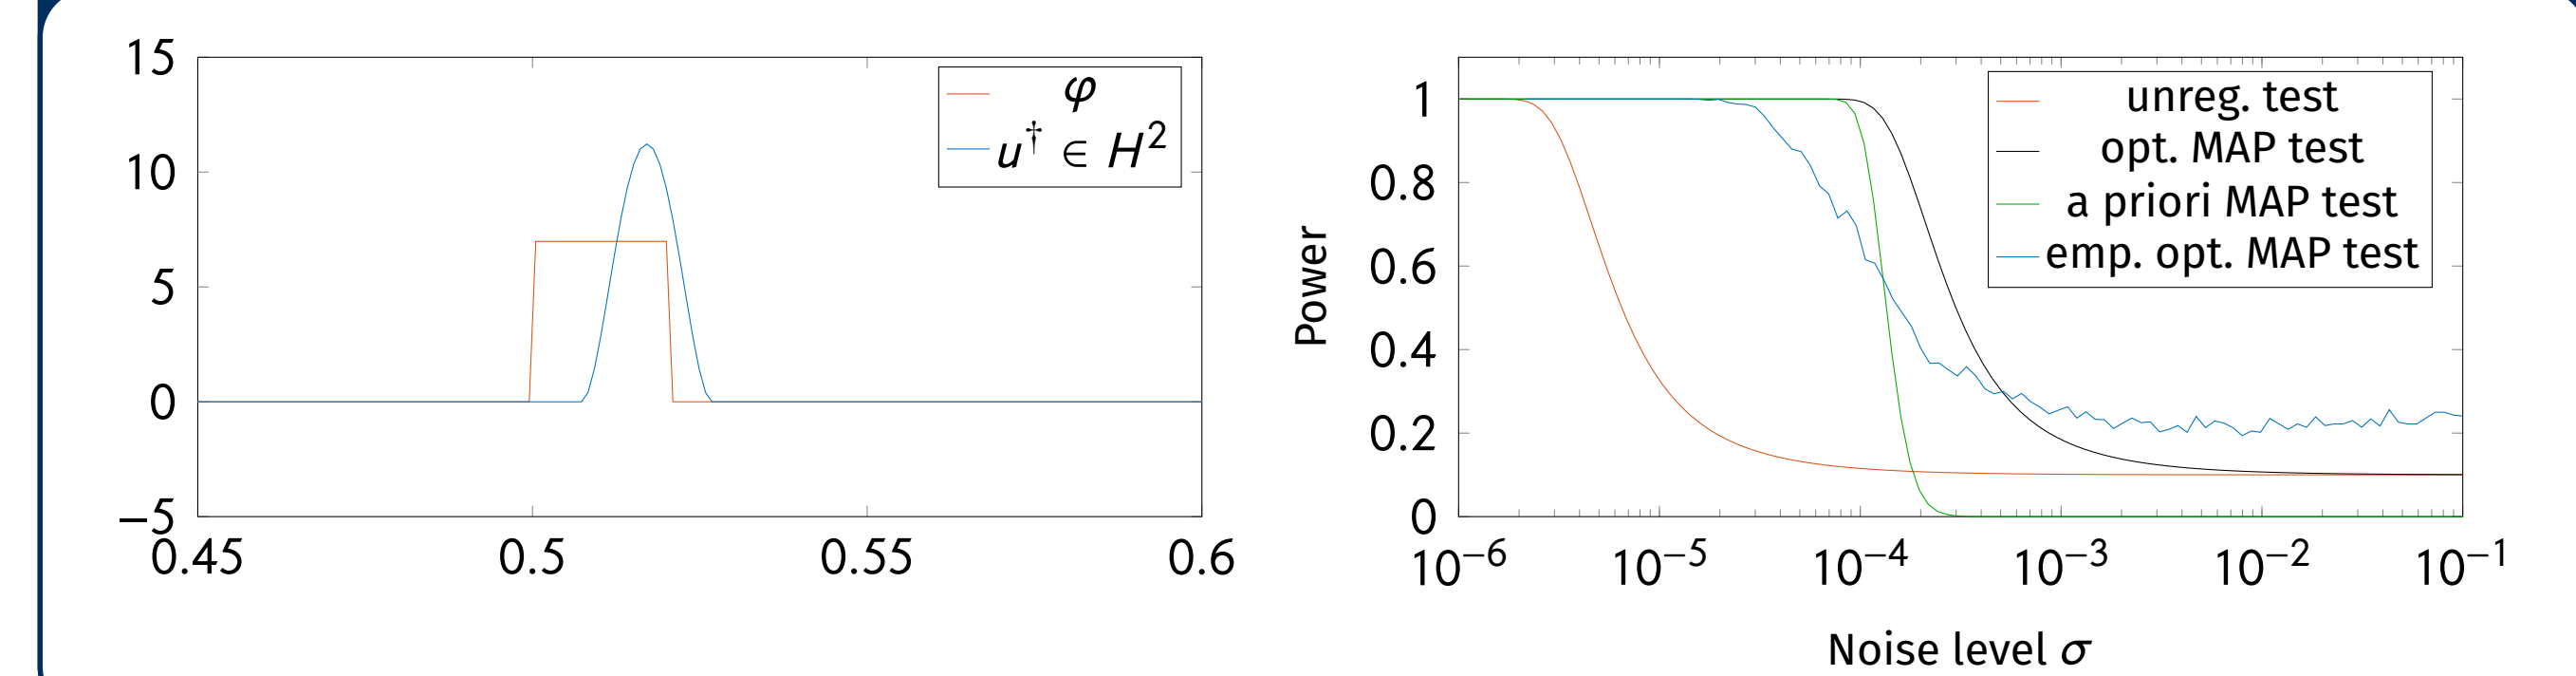 15
10
5
0
−5
0.45 0.5 0.55 0.6
φ
u† ∈ H²
Power
1
0.8
0.6
0.4
0.2
0
10⁻⁶ 10⁻⁵ 10⁻⁴ 10⁻³ 10⁻² 10⁻¹
Noise level σ
unreg. test
opt. MAP test
a priori MAP test
emp. opt. MAP test